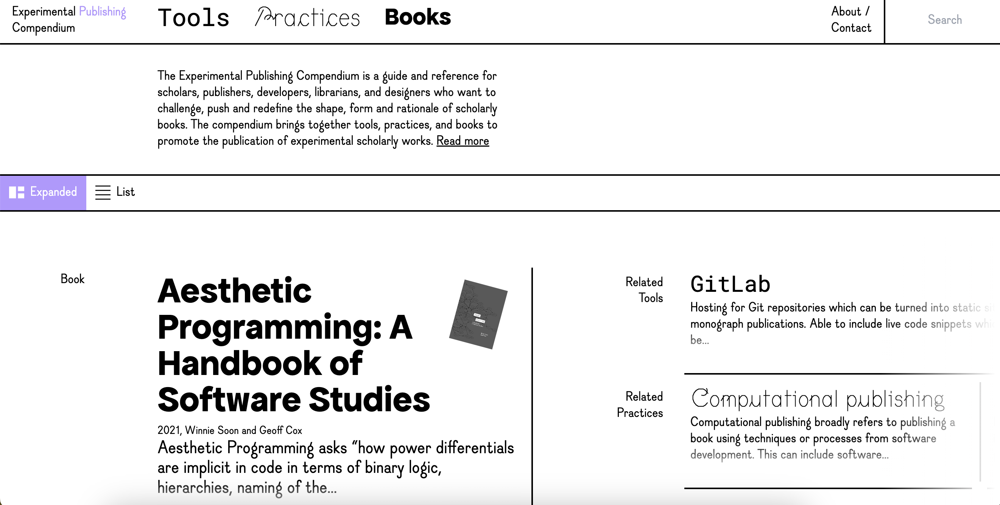 Experimental Publishing
Compendium
Tools
Practices
Books
About /
Contact
Search
The Experimental Publishing Compendium is a guide and reference for
scholars, publishers, developers, librarians, and designers who want to
challenge, push and redefine the shape, form and rationale of scholarly
books. The compendium brings together tools, practices, and books to
promote the publication of experimental scholarly works. Read more
Expanded
List
Book
Aesthetic
Programming: A
Handbook of
Software Studies
2021, Winnie Soon and Geoff Cox
Aesthetic Programming asks “how power differentials
are implicit in code in terms of binary logic,
hierarchies, naming of the...
Related
Tools
GitLab
Hosting for Git repositories which can be turned into static
monograph publications. Able to include live code snippets
be...
Related
Practices
Computational publishing
Computational publishing broadly refers to publishing a
book using techniques or processes from software
development. This can include software...